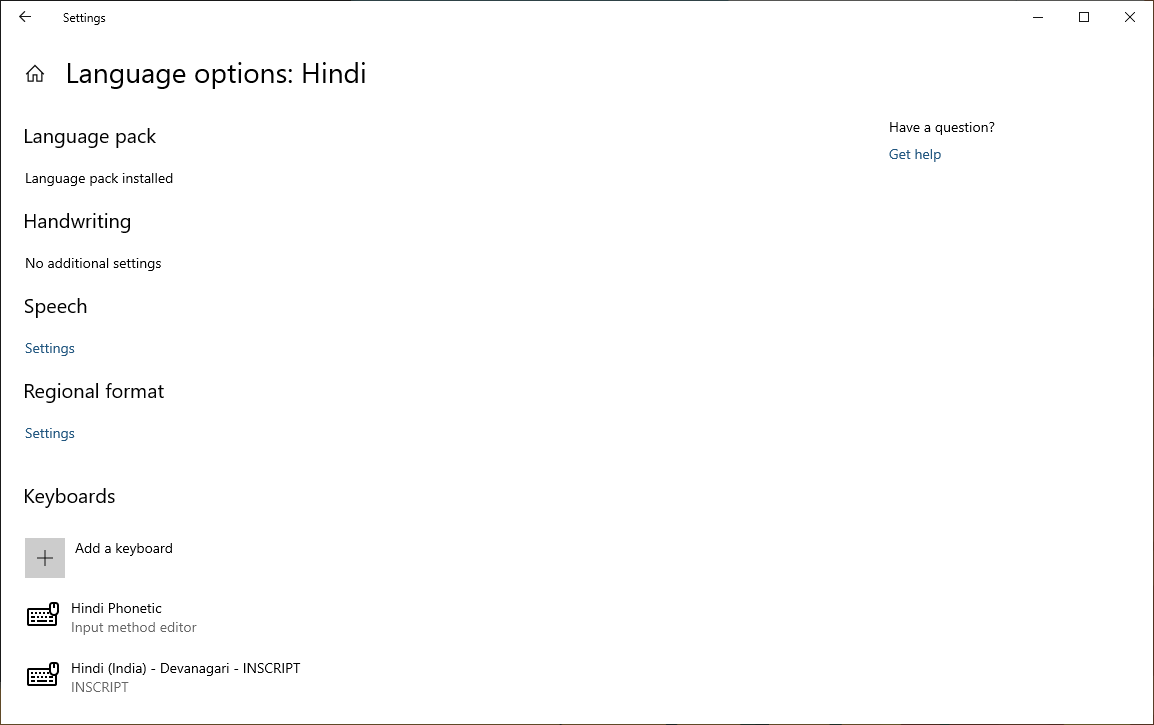 Settings
Language options: Hindi
Language pack
Language pack installed
Handwriting
No additional settings
Speech
Settings
Regional format
Settings
Keyboards
Add a keyboard
Hindi Phonetic
Input method editor
Hindi (India) - Devanagari - INSCRIPT
INSCRIPT
Have a question?
Get help